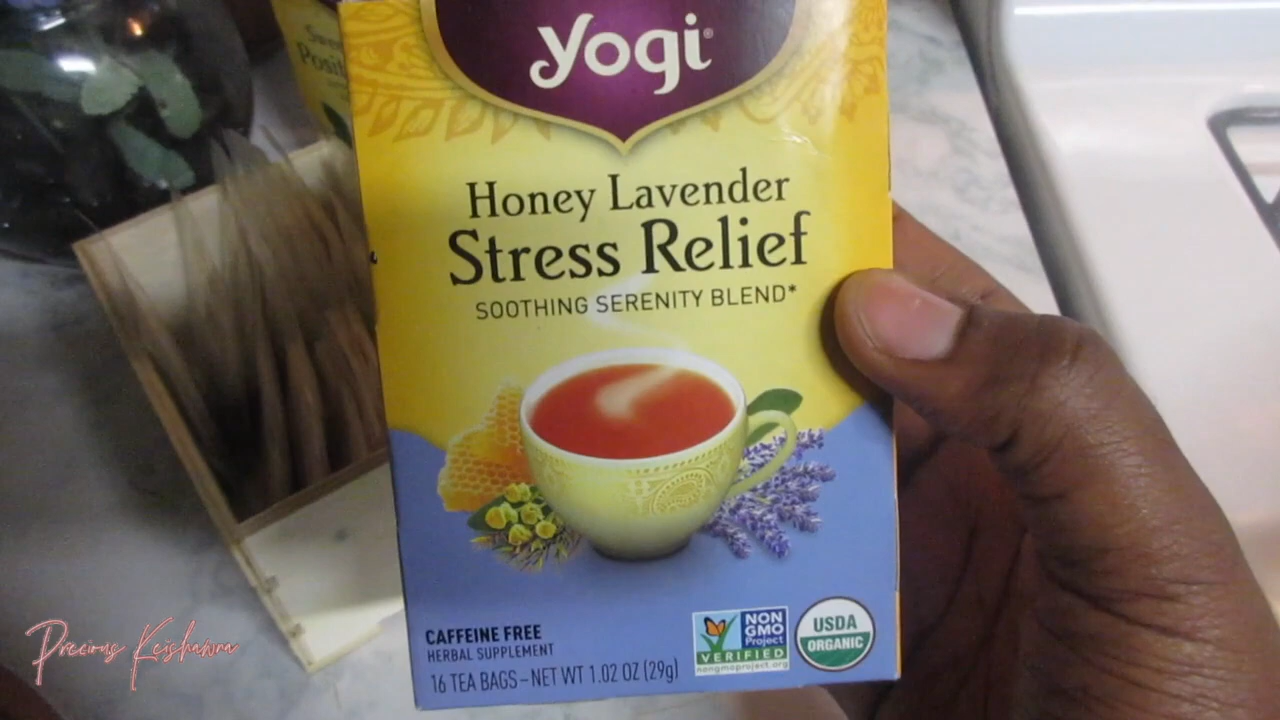 yogi®
Honey Lavender
Stress Relief
SOOTHING SERENITY BLEND*
CAFFEINE FREE
HERBAL SUPPLEMENT
16 TEA BAGS – NET WT 1.02 OZ (29g)
NON
GMO
Project
VERIFIED
nongmoproject.org
USDA
ORGANIC
Precious Keishawna